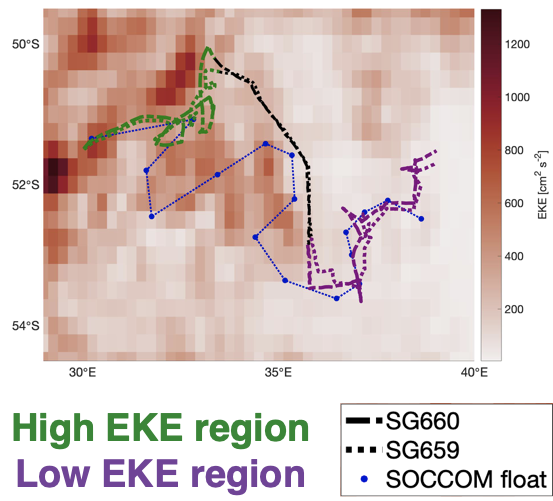 50°S
52°S
54°S
30°E
35°E
40°E
1200
1000
800
600
400
200
EKE [cm² s⁻²]
High EKE region
Low EKE region
SG660
SG659
SOCCOM float